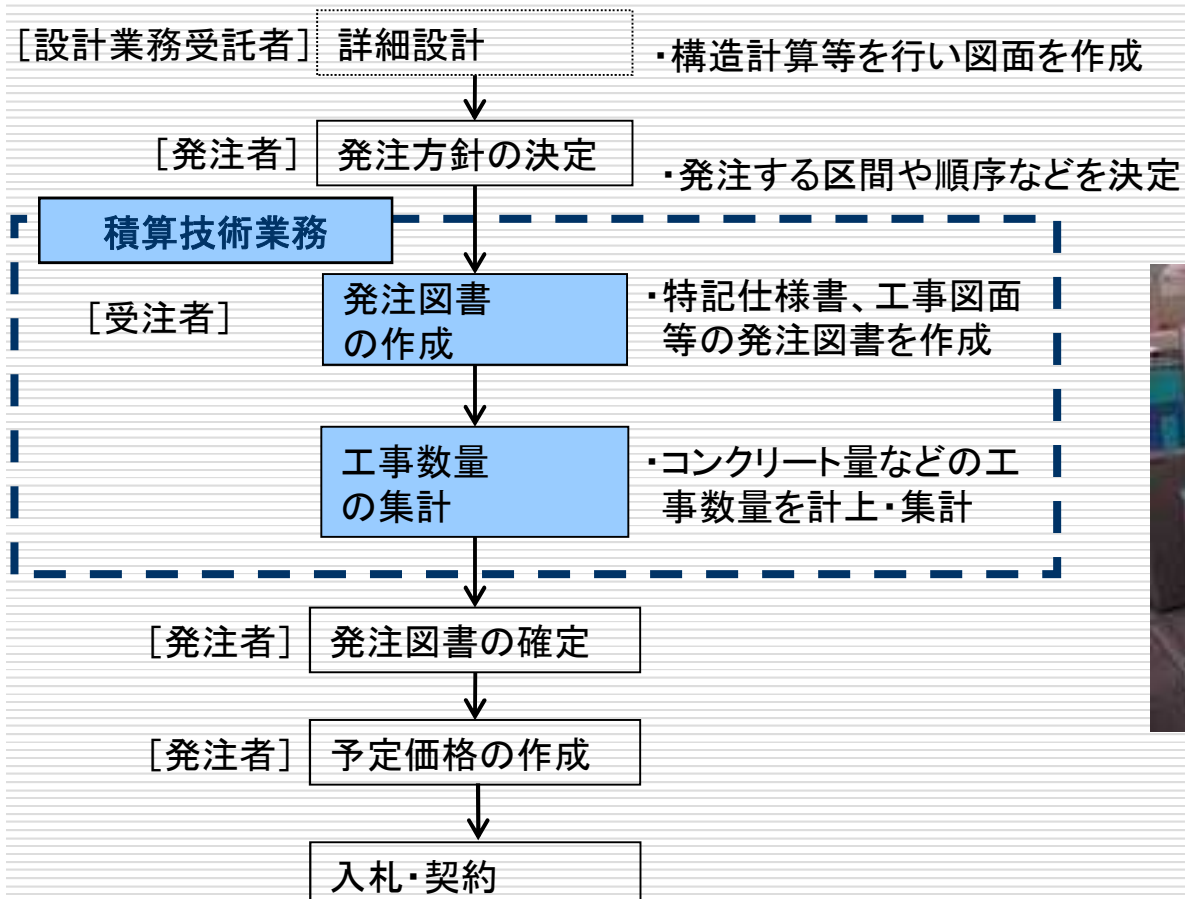 [設計業務受託者] 詳細設計 ・構造計算等を行い図面を作成
[発注者] 発注方針の決定 ・発注する区間や順序などを決定
積算技術業務
[受注者] 発注図書 ・特記仕様書、工事図面
の作成 等の発注図書を作成
工事数量 ・コンクリート量などの工
の集計 事数量を計上・集計
[発注者] 発注図書の確定
[発注者] 予定価格の作成
入札・契約